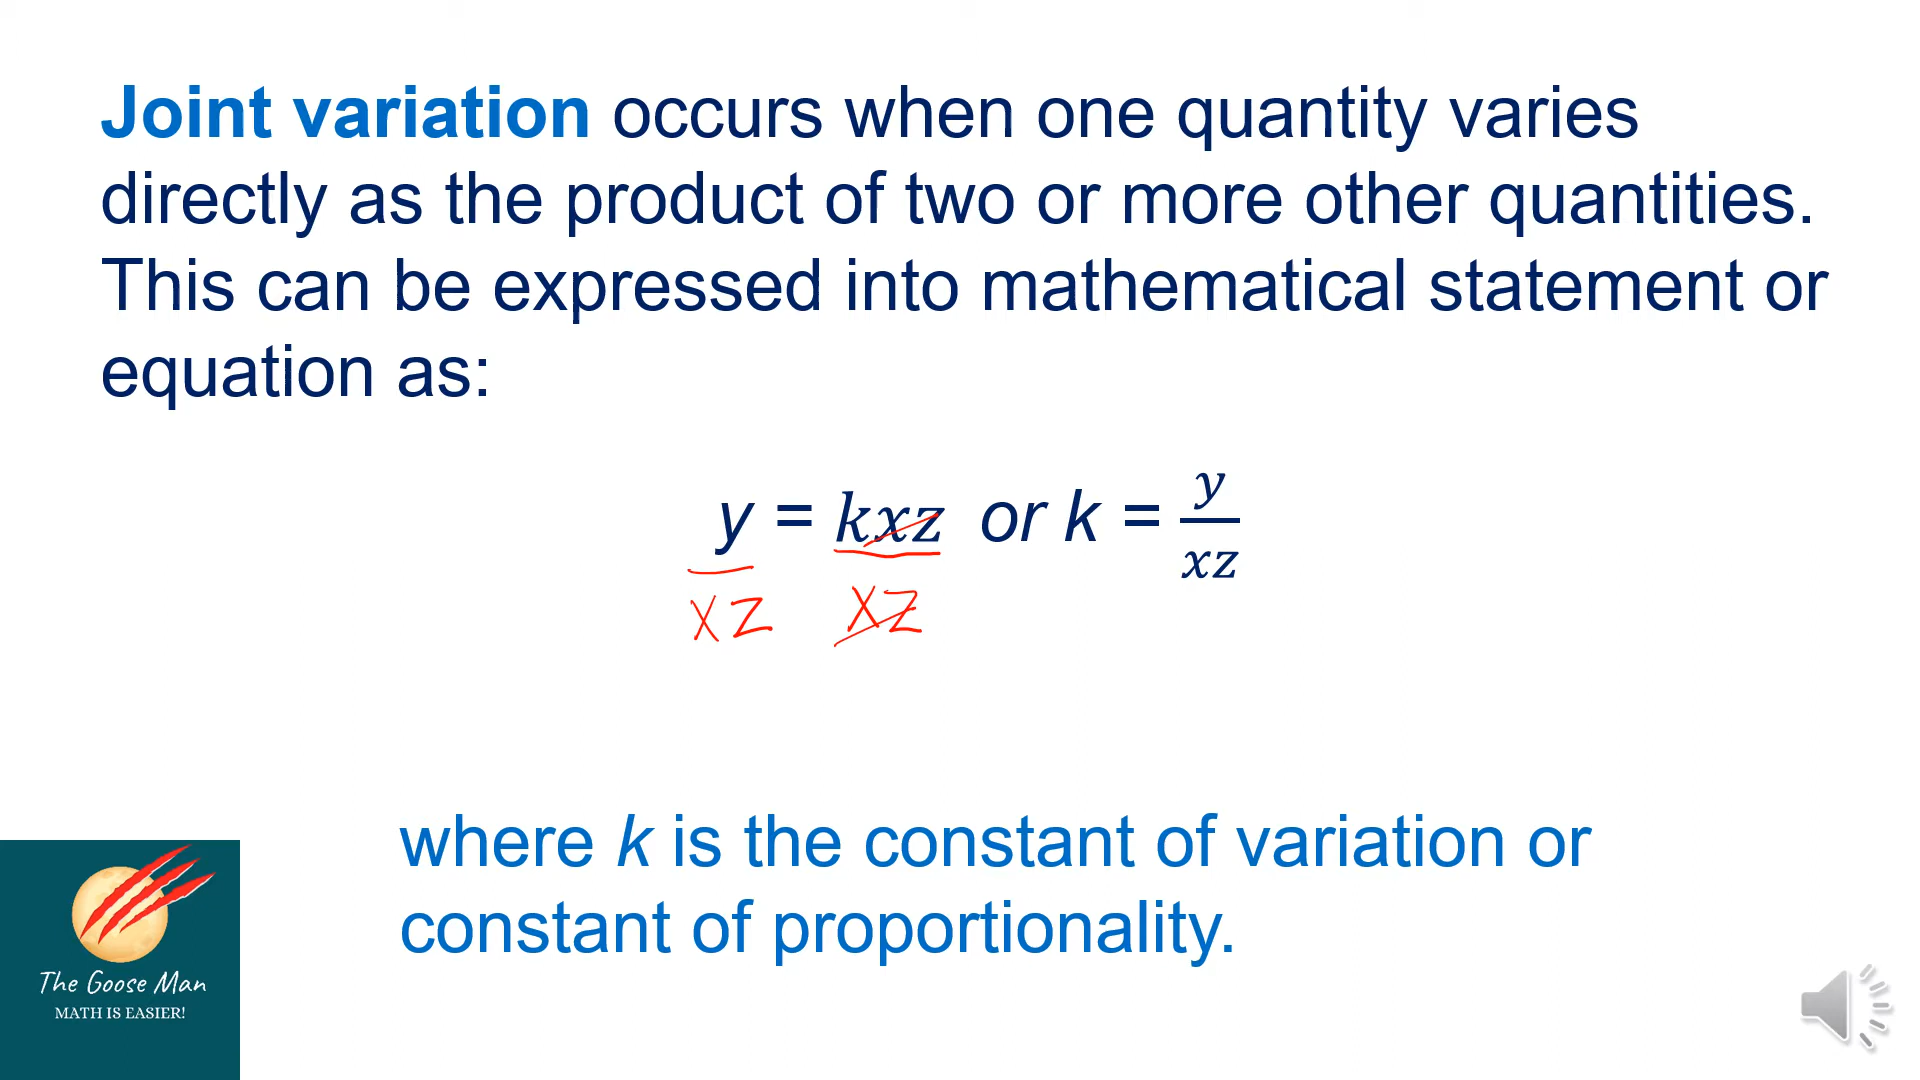 Joint variation occurs when one quantity varies
directly as the product of two or more other quantities.
This can be expressed into mathematical statement or
equation as:
y = kxz or k = y/xz
XZ XZ
where k is the constant of variation or
constant of proportionality.
The Goose Man
MATH IS EASIER!